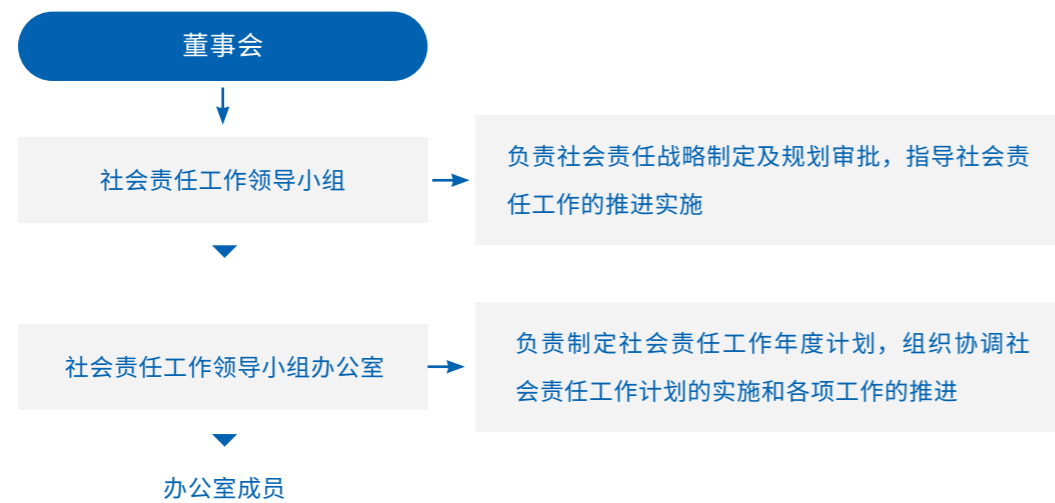 董事会
社会责任工作领导小组
负责社会责任战略制定及规划审批，指导社会责
任工作的推进实施
社会责任工作领导小组办公室
负责制定社会责任工作年度计划，组织协调社
会责任工作计划的实施和各项工作的推进
办公室成员